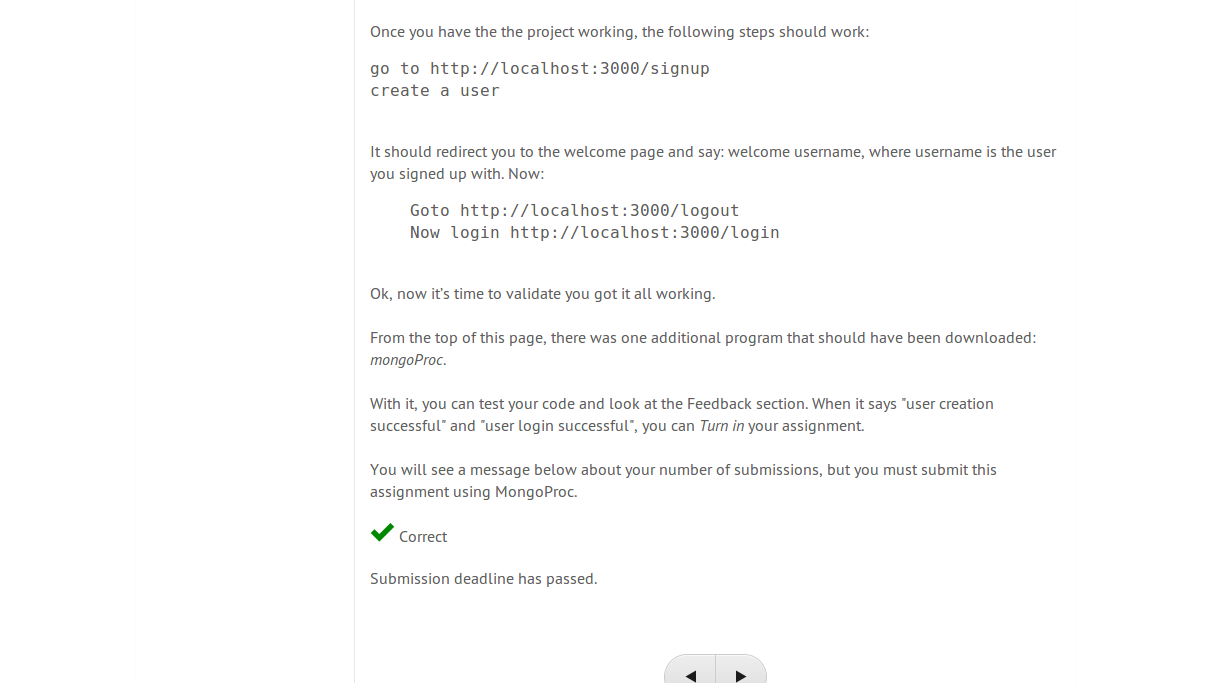 Once you have the the project working, the following steps should work:
go to http://localhost:3000/signup
create a user
It should redirect you to the welcome page and say: welcome username, where username is the user
you signed up with. Now:
Goto http://localhost:3000/logout
Now login http://localhost:3000/login
Ok, now it’s time to validate you got it all working.
From the top of this page, there was one additional program that should have been downloaded:
mongoProc.
With it, you can test your code and look at the Feedback section. When it says "user creation
successful" and "user login successful", you can Turn in your assignment.
You will see a message below about your number of submissions, but you must submit this
assignment using MongoProc.
Correct
Submission deadline has passed.